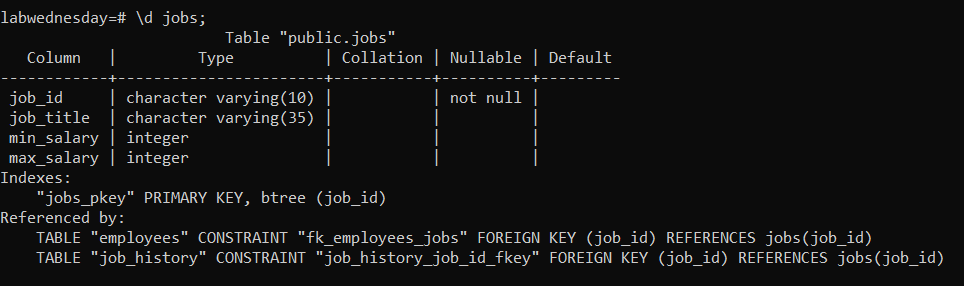 labwednesday=# \d jobs;
                         Table "public.jobs"
   Column   |         Type          | Collation | Nullable | Default
------------+-----------------------+-----------+----------+---------
 job_id     | character varying(10) |           | not null |
 job_title  | character varying(35) |           |          |
 min_salary | integer               |           |          |
 max_salary | integer               |           |          |
Indexes:
    "jobs_pkey" PRIMARY KEY, btree (job_id)
Referenced by:
    TABLE "employees" CONSTRAINT "fk_employees_jobs" FOREIGN KEY (job_id) REFERENCES jobs(job_id)
    TABLE "job_history" CONSTRAINT "job_history_job_id_fkey" FOREIGN KEY (job_id) REFERENCES jobs(job_id)